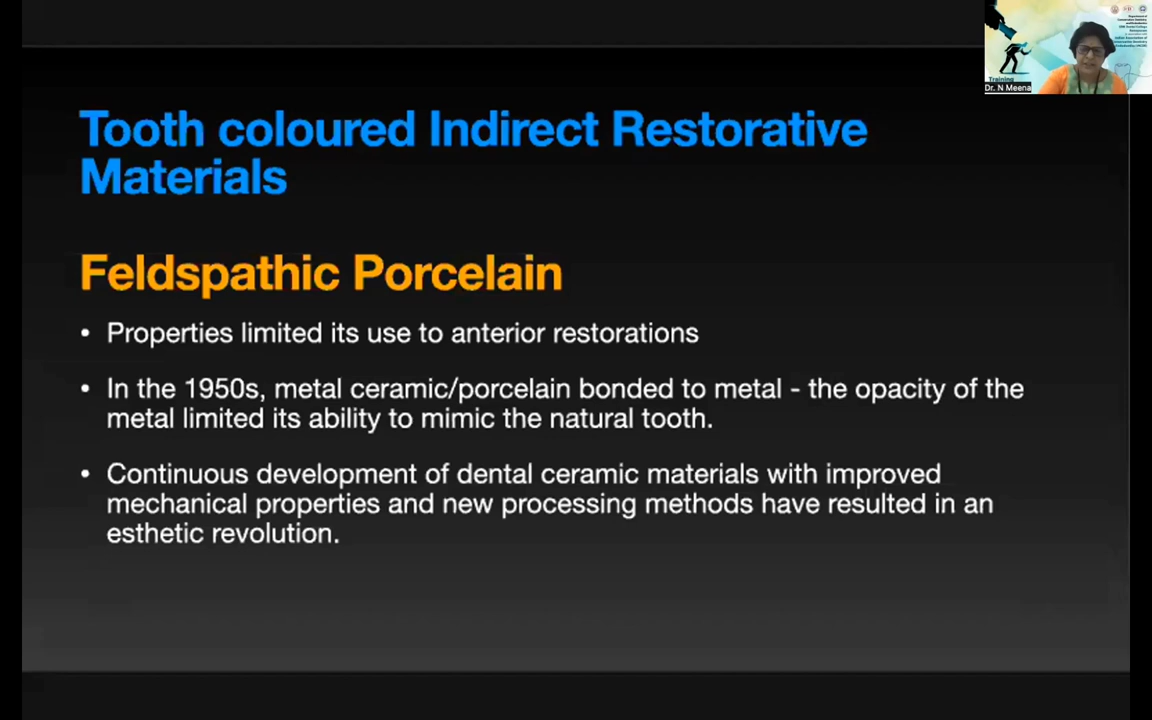 Tooth coloured Indirect Restorative
Materials
Feldspathic Porcelain
• Properties limited its use to anterior restorations
• In the 1950s, metal ceramic/porcelain bonded to metal - the opacity of the
metal limited its ability to mimic the natural tooth.
• Continuous development of dental ceramic materials with improved
mechanical properties and new processing methods have resulted in an
esthetic revolution.
Training
Dr. N Meena